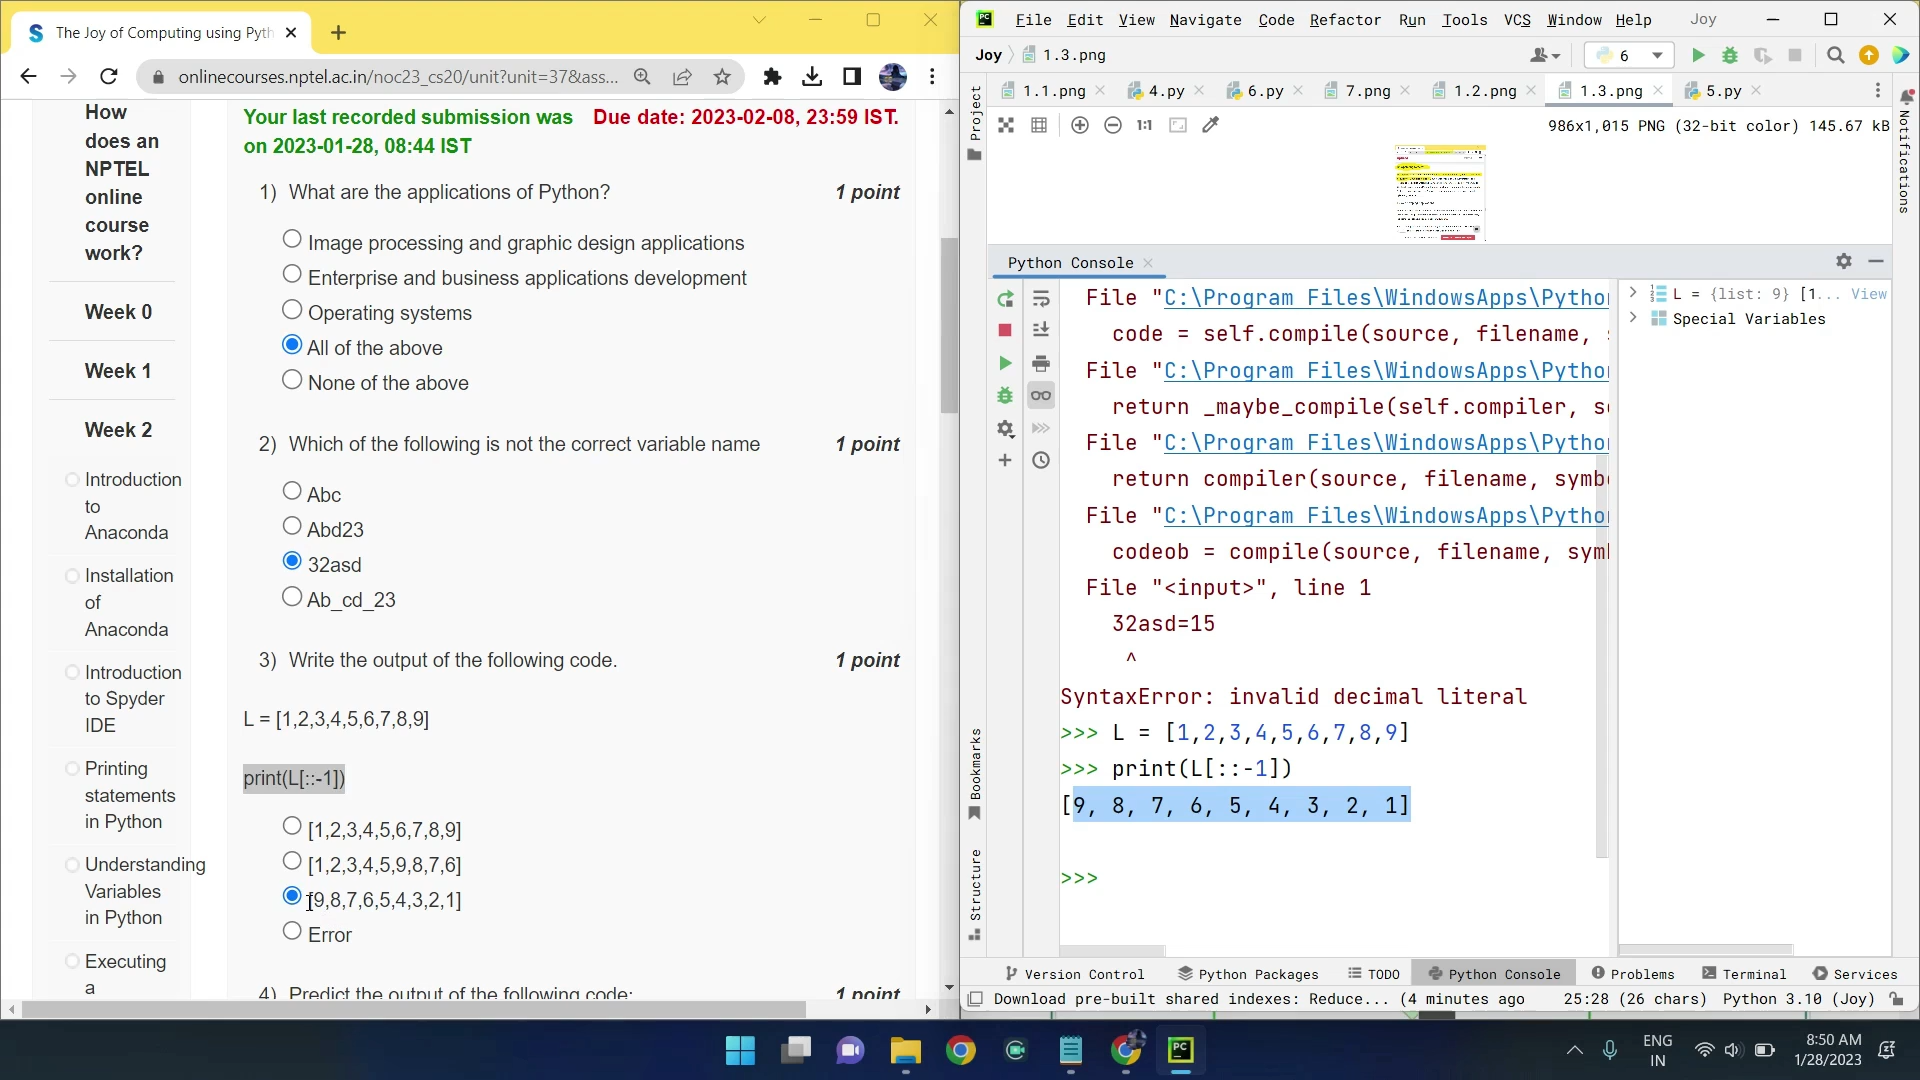 The Joy of Computing using Pyth
onlinecourses.nptel.ac.in/noc23_cs20/unit?unit=37&ass...
How
does an
NPTEL
online
course
work?
Week 0
Week 1
Week 2
Introduction
to
Anaconda
Installation
of
Anaconda
Introduction
to Spyder
IDE
Printing
statements
in Python
Understanding
Variables
in Python
Executing
a
Your last recorded submission was
on 2023-01-28, 08:44 IST
Due date: 2023-02-08, 23:59 IST.
1) What are the applications of Python? 1 point
Image processing and graphic design applications
Enterprise and business applications development
Operating systems
All of the above
None of the above
2) Which of the following is not the correct variable name 1 point
Abc
Abd23
32asd
Ab_cd_23
3) Write the output of the following code. 1 point
L = [1,2,3,4,5,6,7,8,9]
print(L[::-1])
[1,2,3,4,5,6,7,8,9]
[1,2,3,4,5,9,8,7,6]
[9,8,7,6,5,4,3,2,1]
Error
4) Predict the output of the following code: 1 point
PC File Edit View Navigate Code Refactor Run Tools VCS Window Help Joy
Joy 1.3.png 6
1.1.png 4.py 6.py 7.png 1.2.png 1.3.png 5.py
1:1 986x1,015 PNG (32-bit color) 145.67 kB
Project
Notifications
Python Console
File "C:\Program Files\WindowsApps\Pytho
code = self.compile(source, filename,
File "C:\Program Files\WindowsApps\Pytho
return _maybe_compile(self.compiler, s
File "C:\Program Files\WindowsApps\Pytho
return compiler(source, filename, symb
File "C:\Program Files\WindowsApps\Pytho
codeob = compile(source, filename, sym
File "<input>", line 1
32asd=15
^
SyntaxError: invalid decimal literal
>>> L = [1,2,3,4,5,6,7,8,9]
>>> print(L[::-1])
[9, 8, 7, 6, 5, 4, 3, 2, 1]
>>>
L = {list: 9} [1... View
Special Variables
Bookmarks
Structure
Version Control Python Packages TODO Python Console Problems Terminal Services
Download pre-built shared indexes: Reduce... (4 minutes ago 25:28 (26 chars) Python 3.10 (Joy)
PC
ENG
IN
8:50 AM
1/28/2023